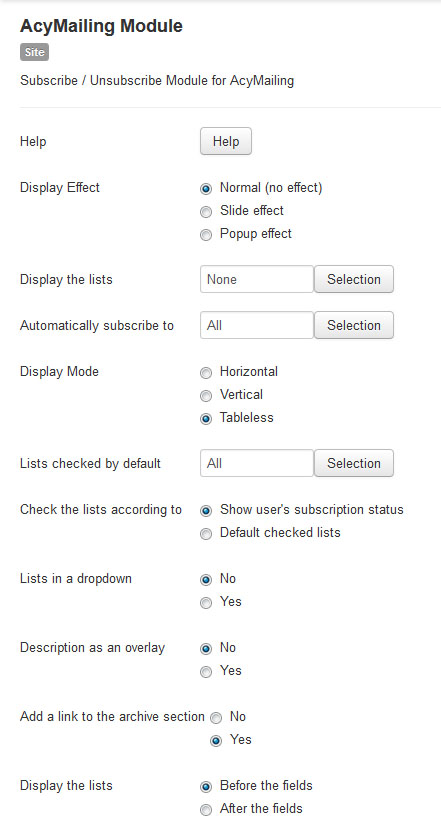 AcyMailing Module
Site
Subscribe / Unsubscribe Module for AcyMailing
Help Help
Display Effect Normal (no effect)
Slide effect
Popup effect
Display the lists None Selection
Automatically subscribe to All Selection
Display Mode Horizontal
Vertical
Tableless
Lists checked by default All Selection
Check the lists according to Show user's subscription status
Default checked lists
Lists in a dropdown No
Yes
Description as an overlay No
Yes
Add a link to the archive section No
Yes
Display the lists Before the fields
After the fields